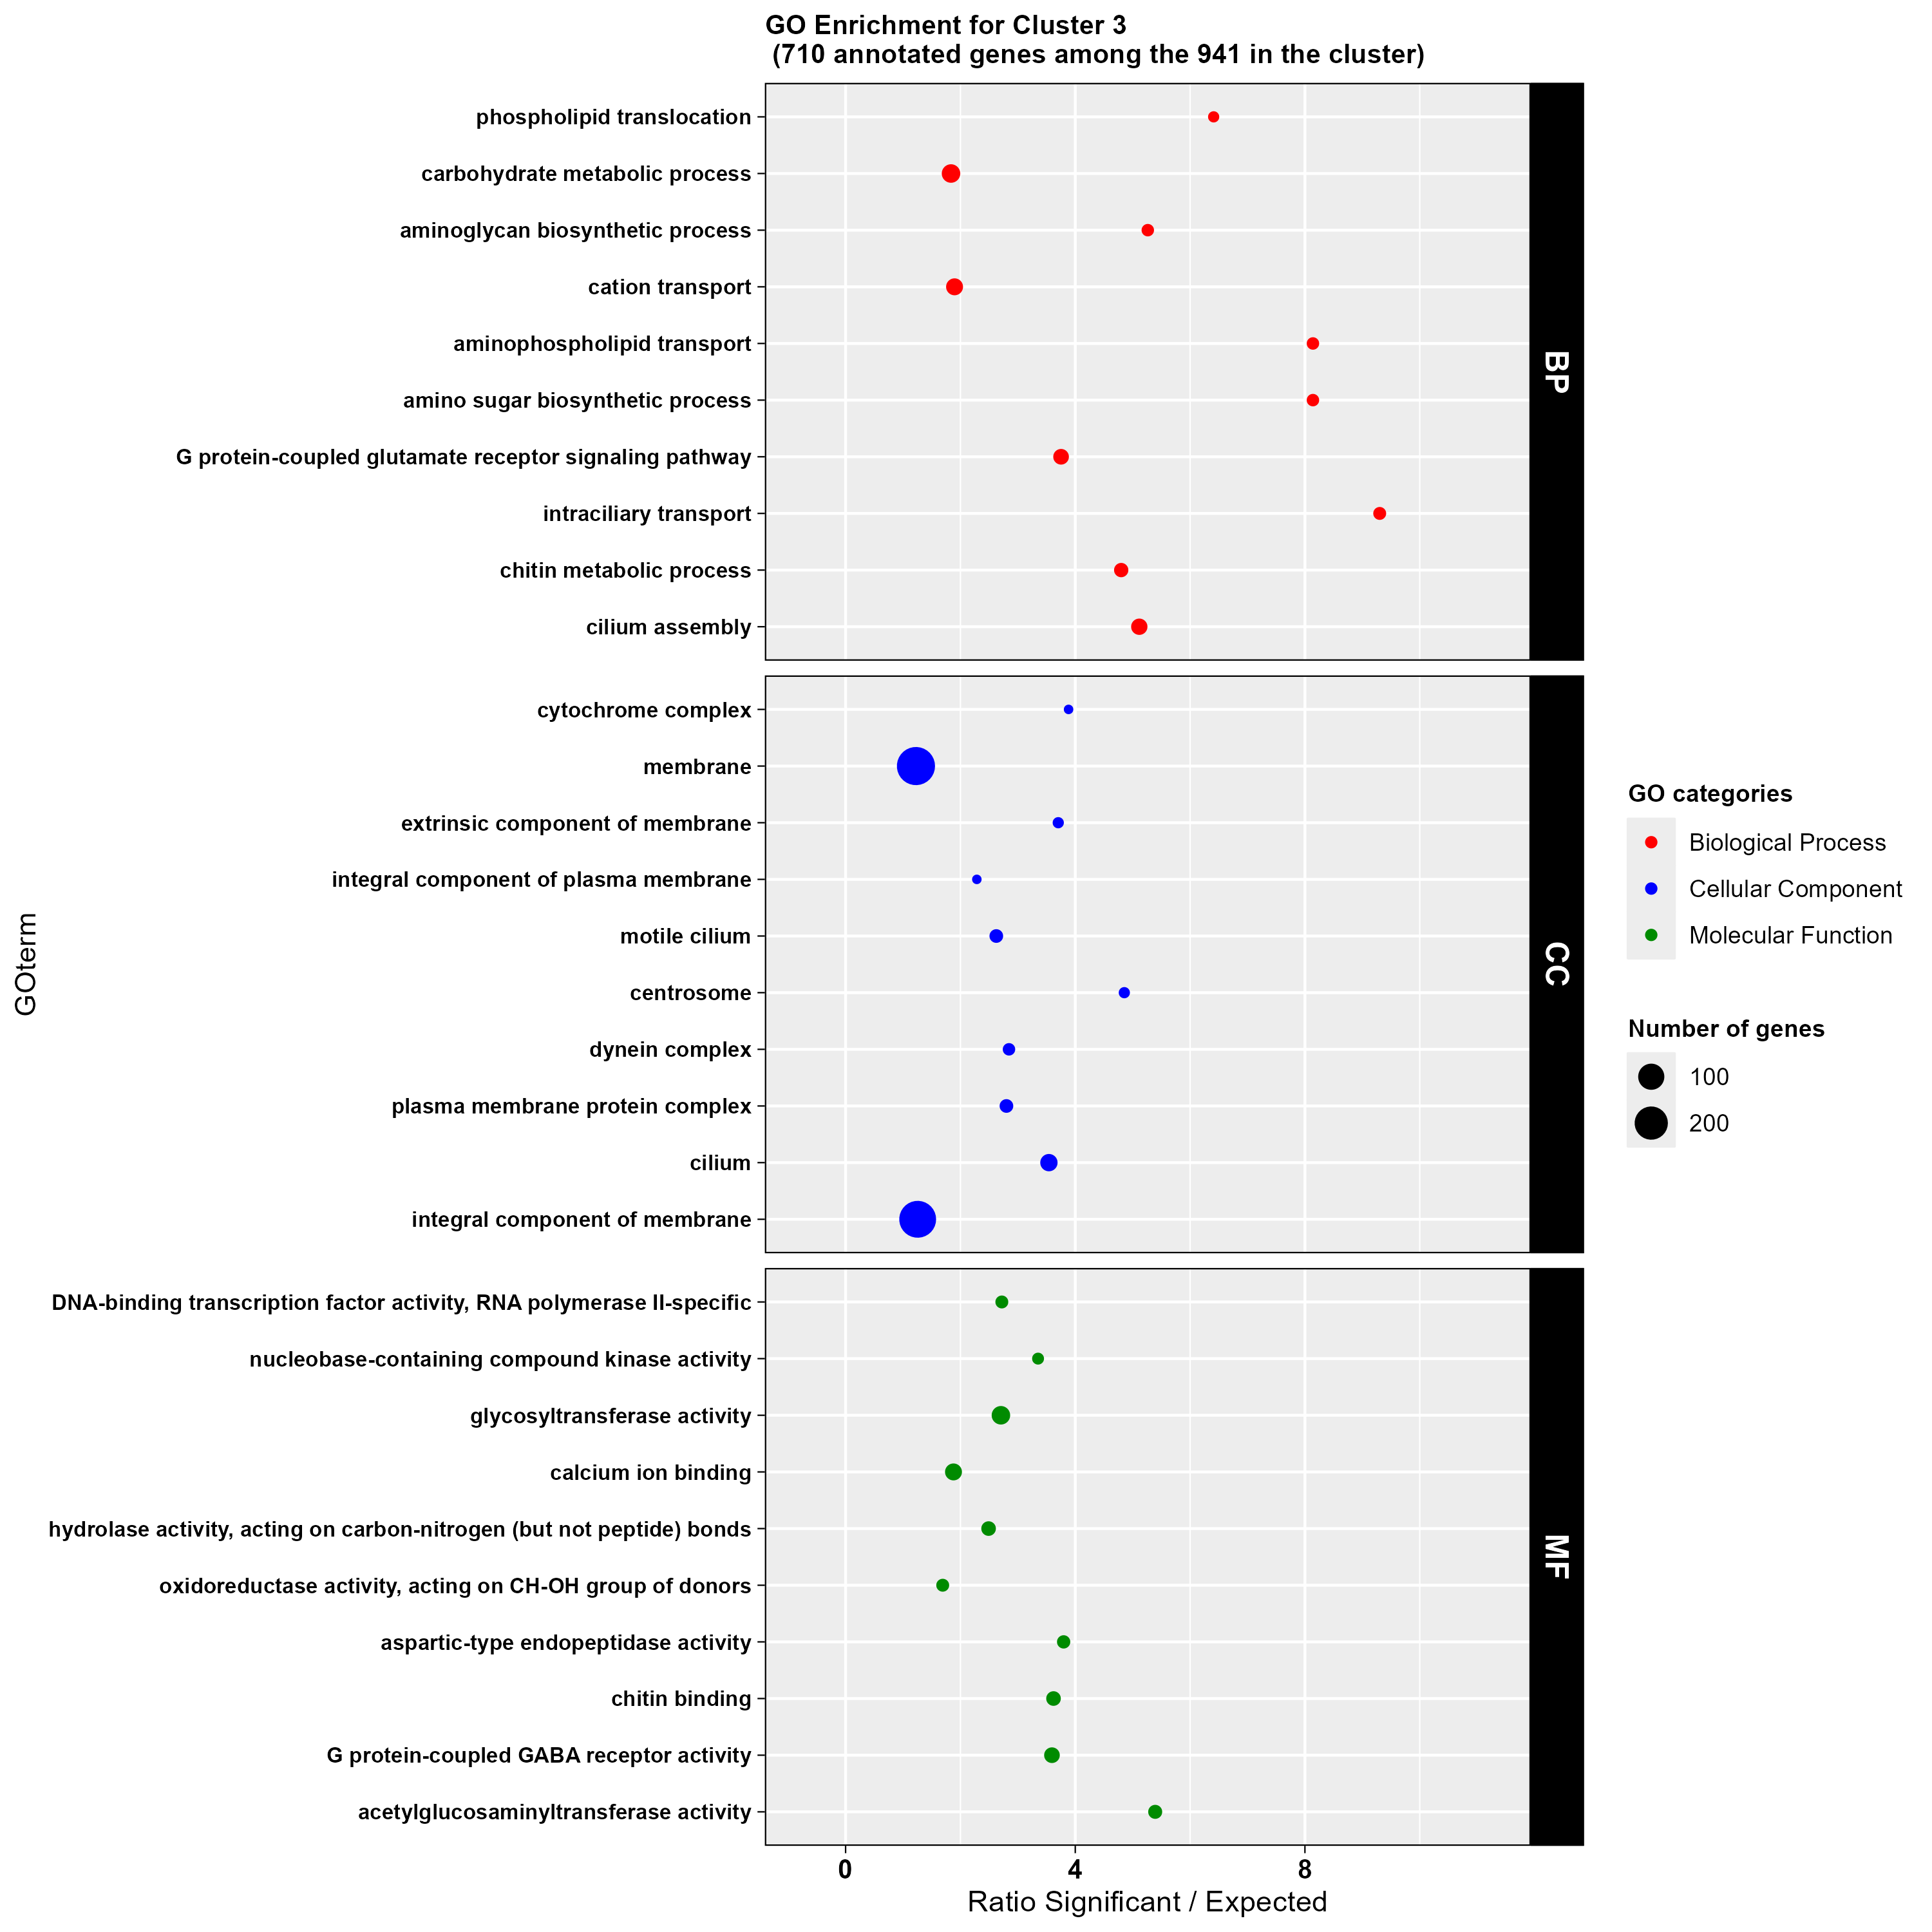 GO Enrichment for Cluster 3
(710 annotated genes among the 941 in the cluster)
phospholipid translocation
carbohydrate metabolic process
aminoglycan biosynthetic process
cation transport
aminophospholipid transport
amino sugar biosynthetic process
G protein-coupled glutamate receptor signaling pathway
intraciliary transport
chitin metabolic process
cilium assembly
BP
cytochrome complex
membrane
extrinsic component of membrane
integral component of plasma membrane
motile cilium
centrosome
dynein complex
plasma membrane protein complex
cilium
integral component of membrane
CC
DNA-binding transcription factor activity, RNA polymerase II-specific
nucleobase-containing compound kinase activity
glycosyltransferase activity
calcium ion binding
hydrolase activity, acting on carbon-nitrogen (but not peptide) bonds
oxidoreductase activity, acting on CH-OH group of donors
aspartic-type endopeptidase activity
chitin binding
G protein-coupled GABA receptor activity
acetylglucosaminyltransferase activity
MF
0 4 8
Ratio Significant / Expected
GOterm
GO categories
Biological Process
Cellular Component
Molecular Function
Number of genes
100
200